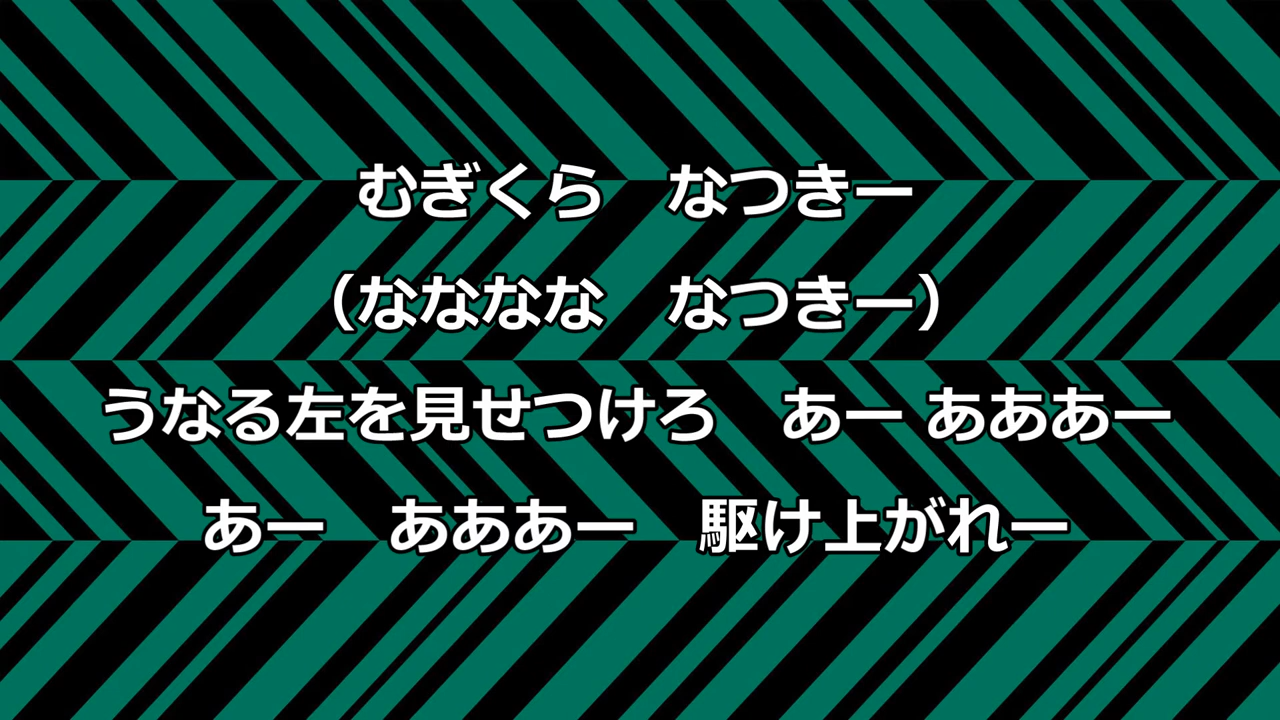 むぎくら　なつきー
（なななな　なつきー）
うなる左を見せつけろ　あー あああー
あー　あああー　駆け上がれー